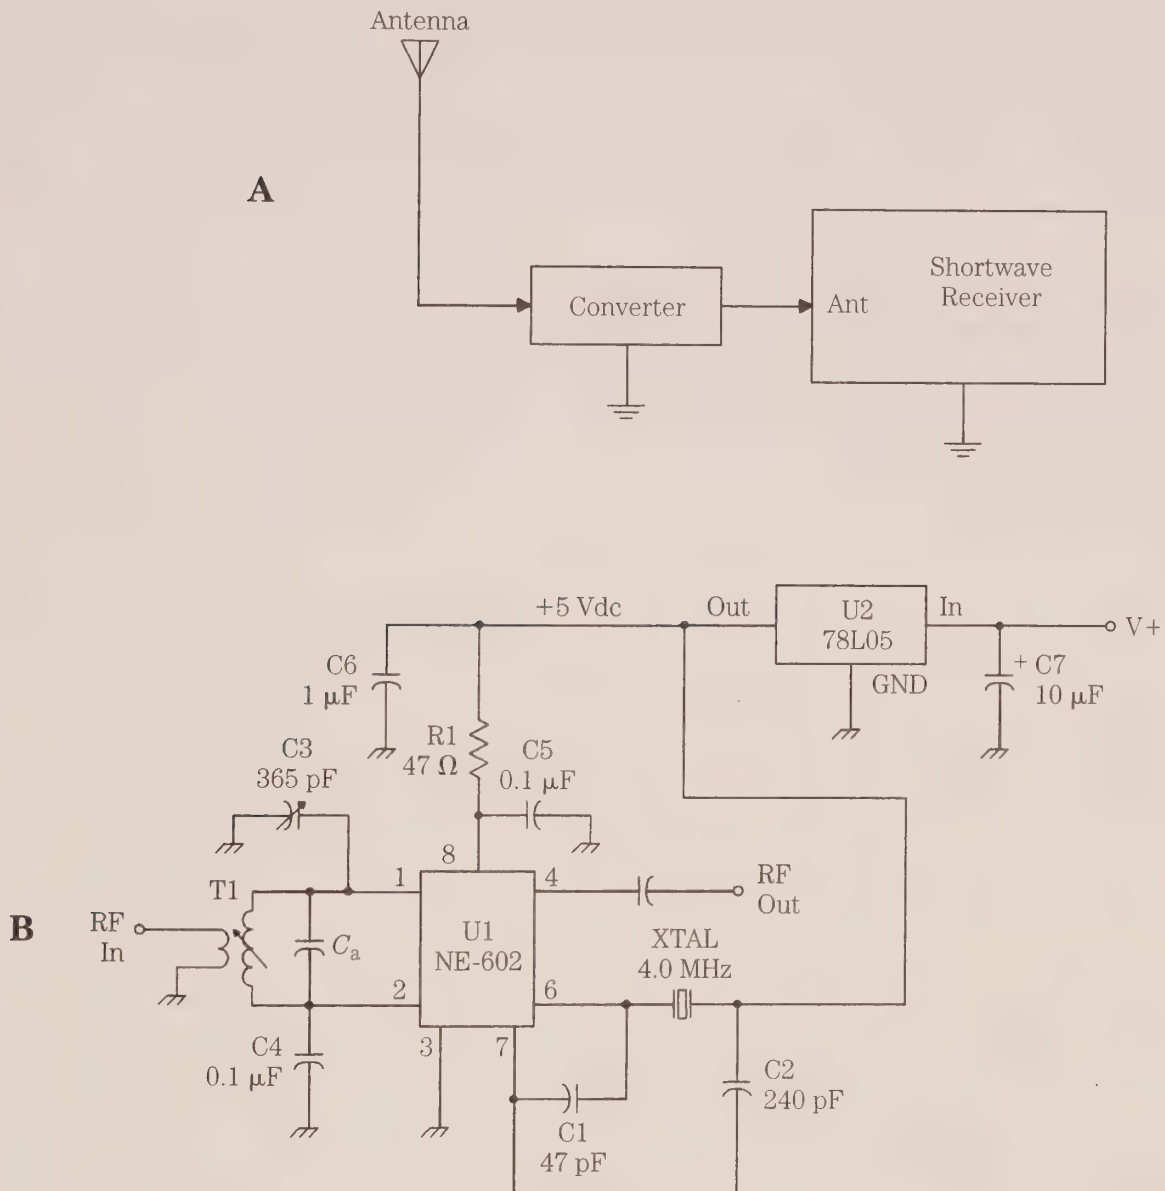 Antenna
A
Converter
Ant
Shortwave
Receiver
B
+5 Vdc
Out
U2
78L05
In
GND
V+
+ C7
10 μF
C6
1 μF
R1
47 Ω
C5
0.1 μF
C3
365 pF
8
T1
1
4
RF
Out
RF
In
Ca
U1
NE-602
XTAL
4.0 MHz
2
6
C4
0.1 μF
3
7
C1
47 pF
C2
240 pF